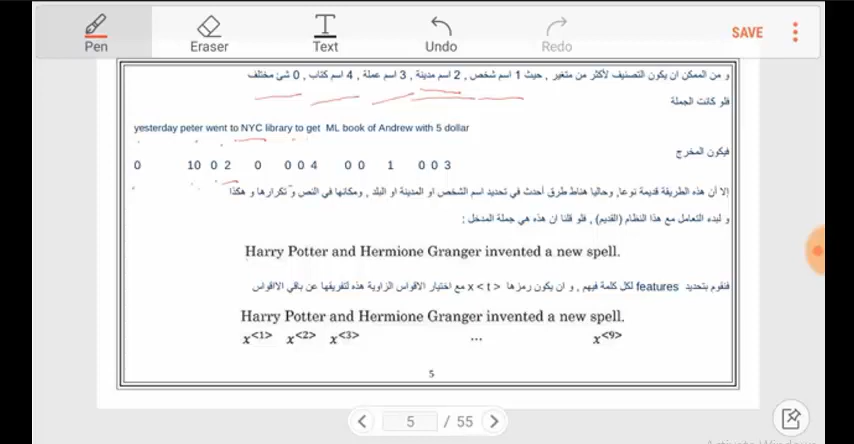 Pen
Eraser
Text
Undo
Redo
SAVE
و من الممكن ان يكون التصنيف لأكثر من متغير , حيث 1 اسم شخص , 2 اسم مدينة , 3 اسم عملة , 4 اسم كتاب , 0 شئ مختلف
فلو كانت الجملة
yesterday peter went to NYC library to get ML book of Andrew with 5 dollar
فيكون المخرج
0 10 0 2 0 0 0 4 0 0 1 0 0 3
إلا أن هذه الطريقة قديمة نوعا, وحاليا هناط طرق أحدث في تحديد اسم الشخص او المدينة او البلد , ومكانها في النص و تكرارها و هكذا
و لبدء التعامل مع هذا النظام (القديم) , فلو قلنا ان هذه هي جملة المدخل :
Harry Potter and Hermione Granger invented a new spell.
فنقوم بتحديد features لكل كلمة فيهم , و ان يكون رمزها x < t > مع اختيار الاقواس الزاوية هذه لتفريقها عن باقي الااقواس
Harry Potter and Hermione Granger invented a new spell.
x<1> x<2> x<3> ... x<9>
5
5 / 55